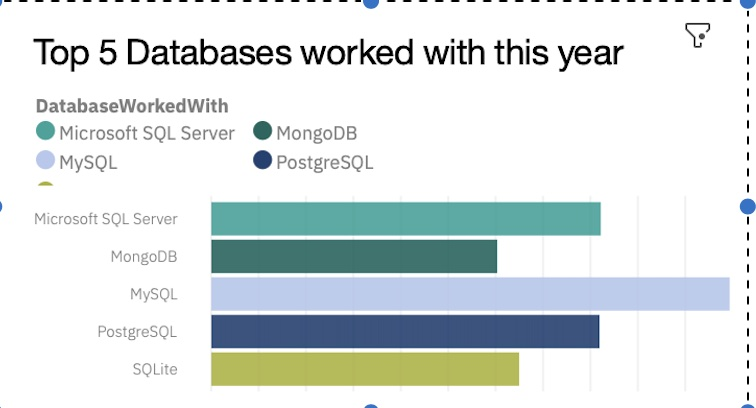 Top 5 Databases worked with this year
DatabaseWorkedWith
Microsoft SQL Server MongoDB
MySQL PostgreSQL
Microsoft SQL Server
MongoDB
MySQL
PostgreSQL
SQLite